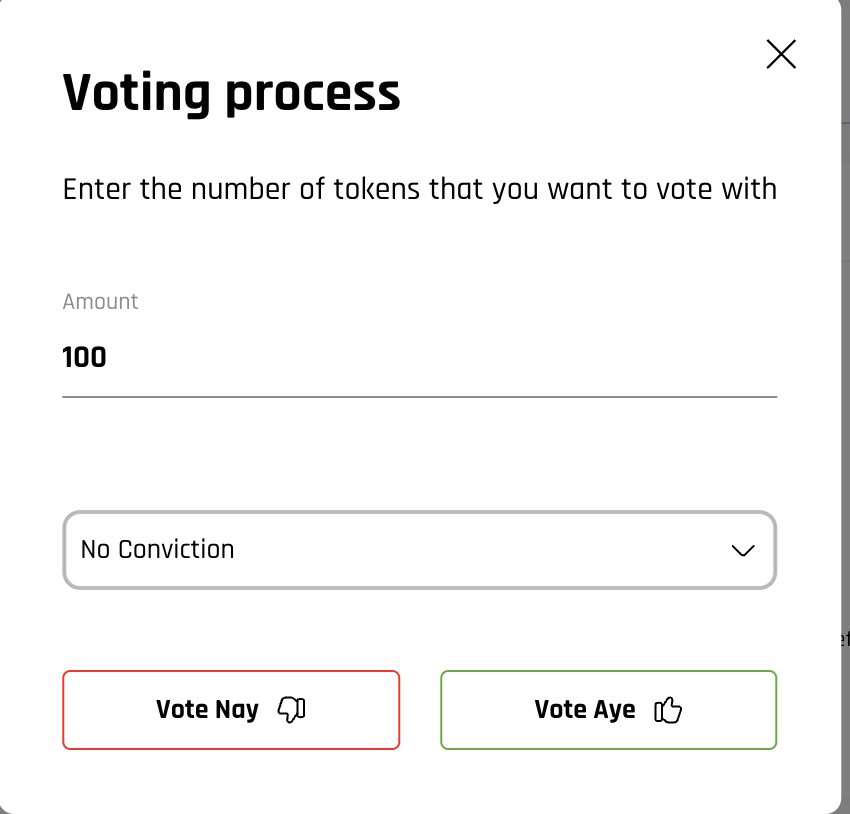 Voting process
Enter the number of tokens that you want to vote with
Amount
100
No Conviction
Vote Nay
Vote Aye